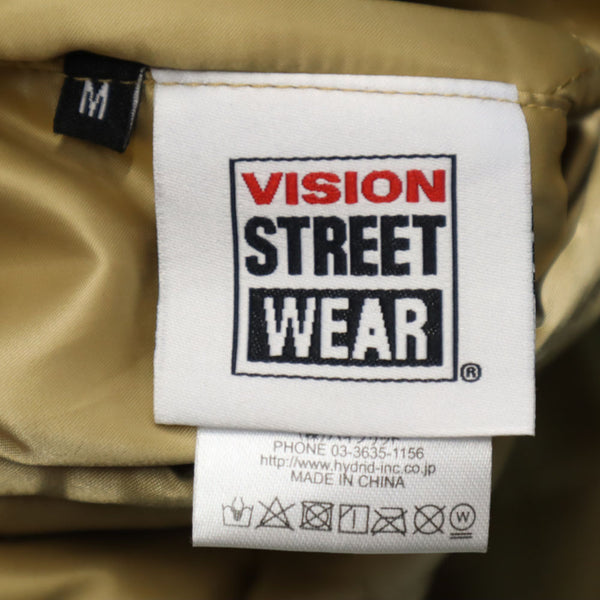 M
VISION
STREET
WEAR
®
PHONE 03-3635-1156
http://www.hydrid-inc.co.jp
MADE IN CHINA
W